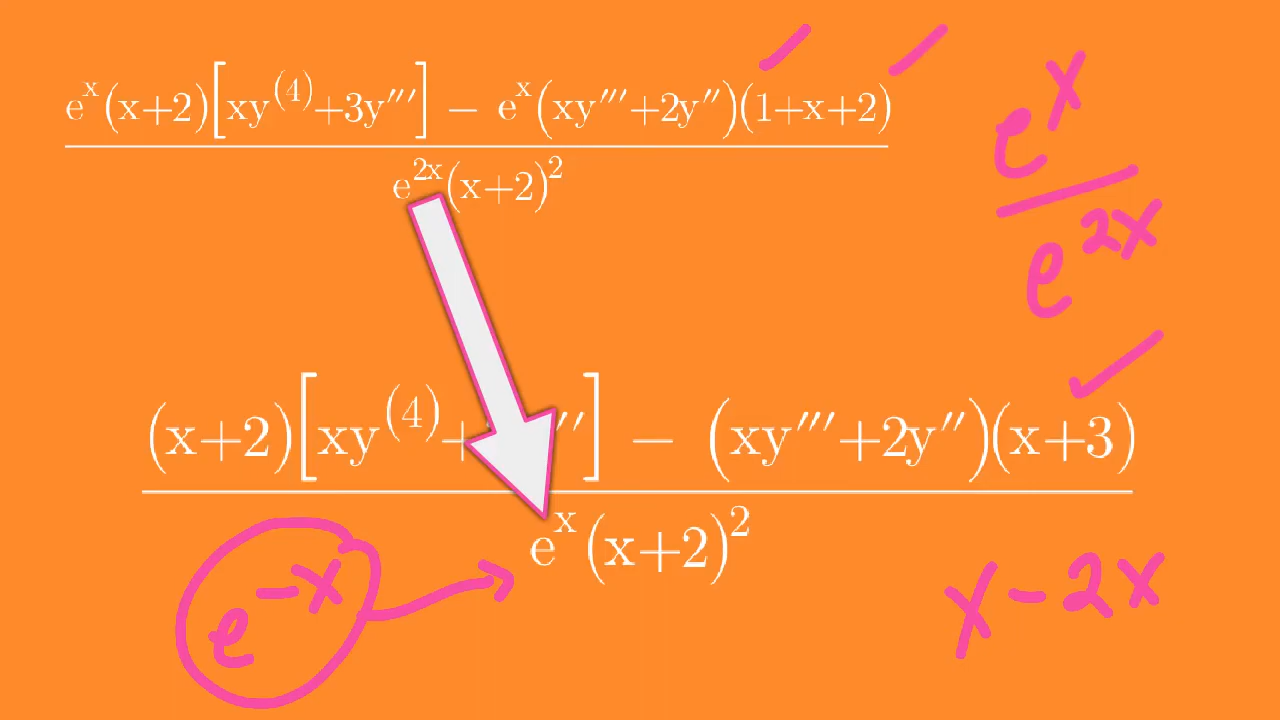 e^x(x+2)[xy^(4)+3y′′′] − e^x(xy′′′+2y′′)(1+x+2)
e^2x(x+2)^2
e^x
e^2x
(x+2)[xy^(4)+ ′′] − (xy′′′+2y′′)(x+3)
e^x(x+2)^2
e^−x
x−2x